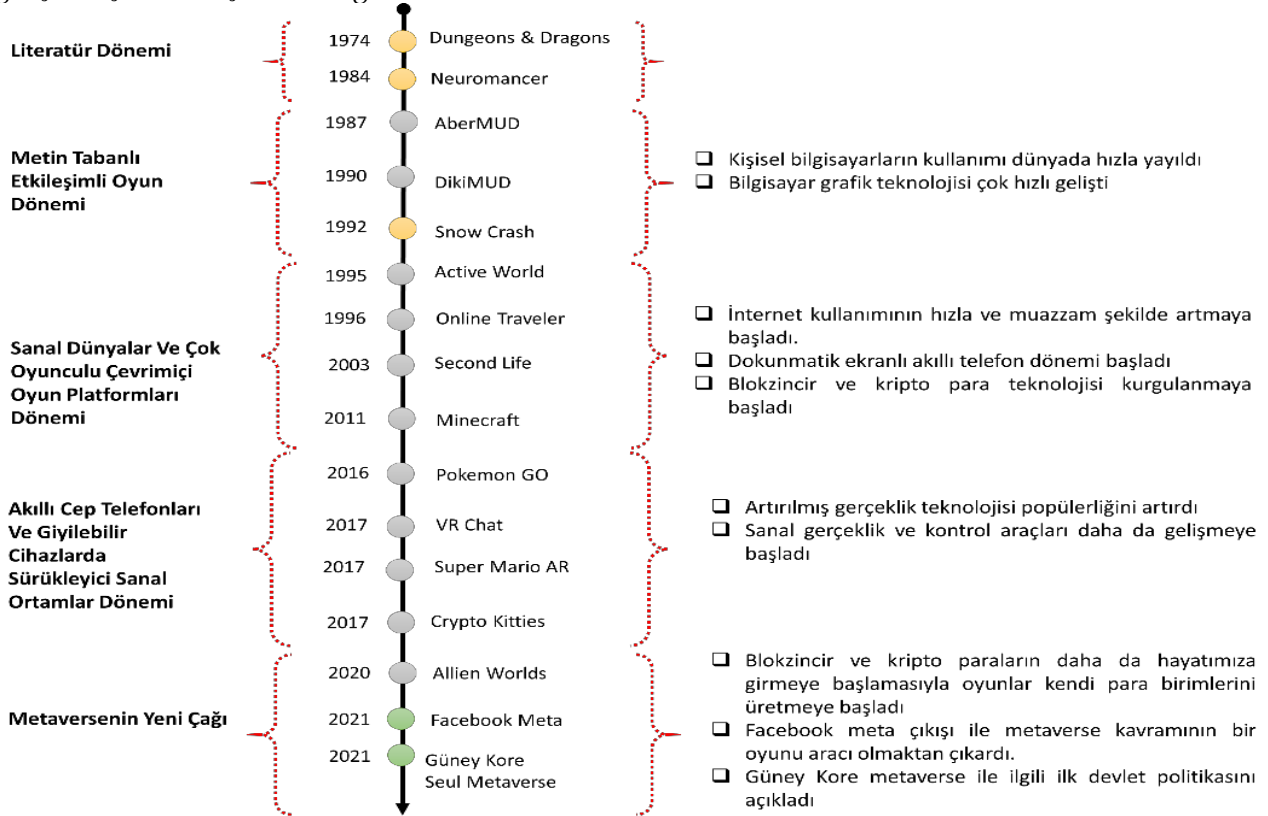 Literatür Dönemi
1974 Dungeons & Dragons
1984 Neuromancer
Metin Tabanlı
Etkileşimli Oyun
Dönemi
1987 AberMUD
1990 DikiMUD
1992 Snow Crash
❑ Kişisel bilgisayarların kullanımı dünyada hızla yayıldı
❑ Bilgisayar grafik teknolojisi çok hızlı gelişti
Sanal Dünyalar Ve Çok
Oyunculu Çevrimiçi
Oyun Platformları
Dönemi
1995 Active World
1996 Online Traveler
2003 Second Life
2011 Minecraft
❑ İnternet kullanımının hızla ve muazzam şekilde artmaya
başladı.
❑ Dokunmatik ekranlı akıllı telefon dönemi başladı
❑ Blokzincir ve kripto para teknolojisi kurgulanmaya
başladı
Akıllı Cep Telefonları
Ve Giyilebilir
Cihazlarda
Sürükleyici Sanal
Ortamlar Dönemi
2016 Pokemon GO
2017 VR Chat
2017 Super Mario AR
2017 Crypto Kitties
❑ Artırılmış gerçeklik teknolojisi popülerliğini artırdı
❑ Sanal gerçeklik ve kontrol araçları daha da gelişmeye
başladı
Metaversenin Yeni Çağı
2020 Allien Worlds
2021 Facebook Meta
2021 Güney Kore
Seul Metaverse
❑ Blokzincir ve kripto paraların daha da hayatımıza
girmeye başlamasıyla oyunlar kendi para birimlerini
üretmeye başladı
❑ Facebook meta çıkışı ile metaverse kavramının bir
oyunu aracı olmaktan çıkardı.
❑ Güney Kore metaverse ile ilgili ilk devlet politikasını
açıkladı